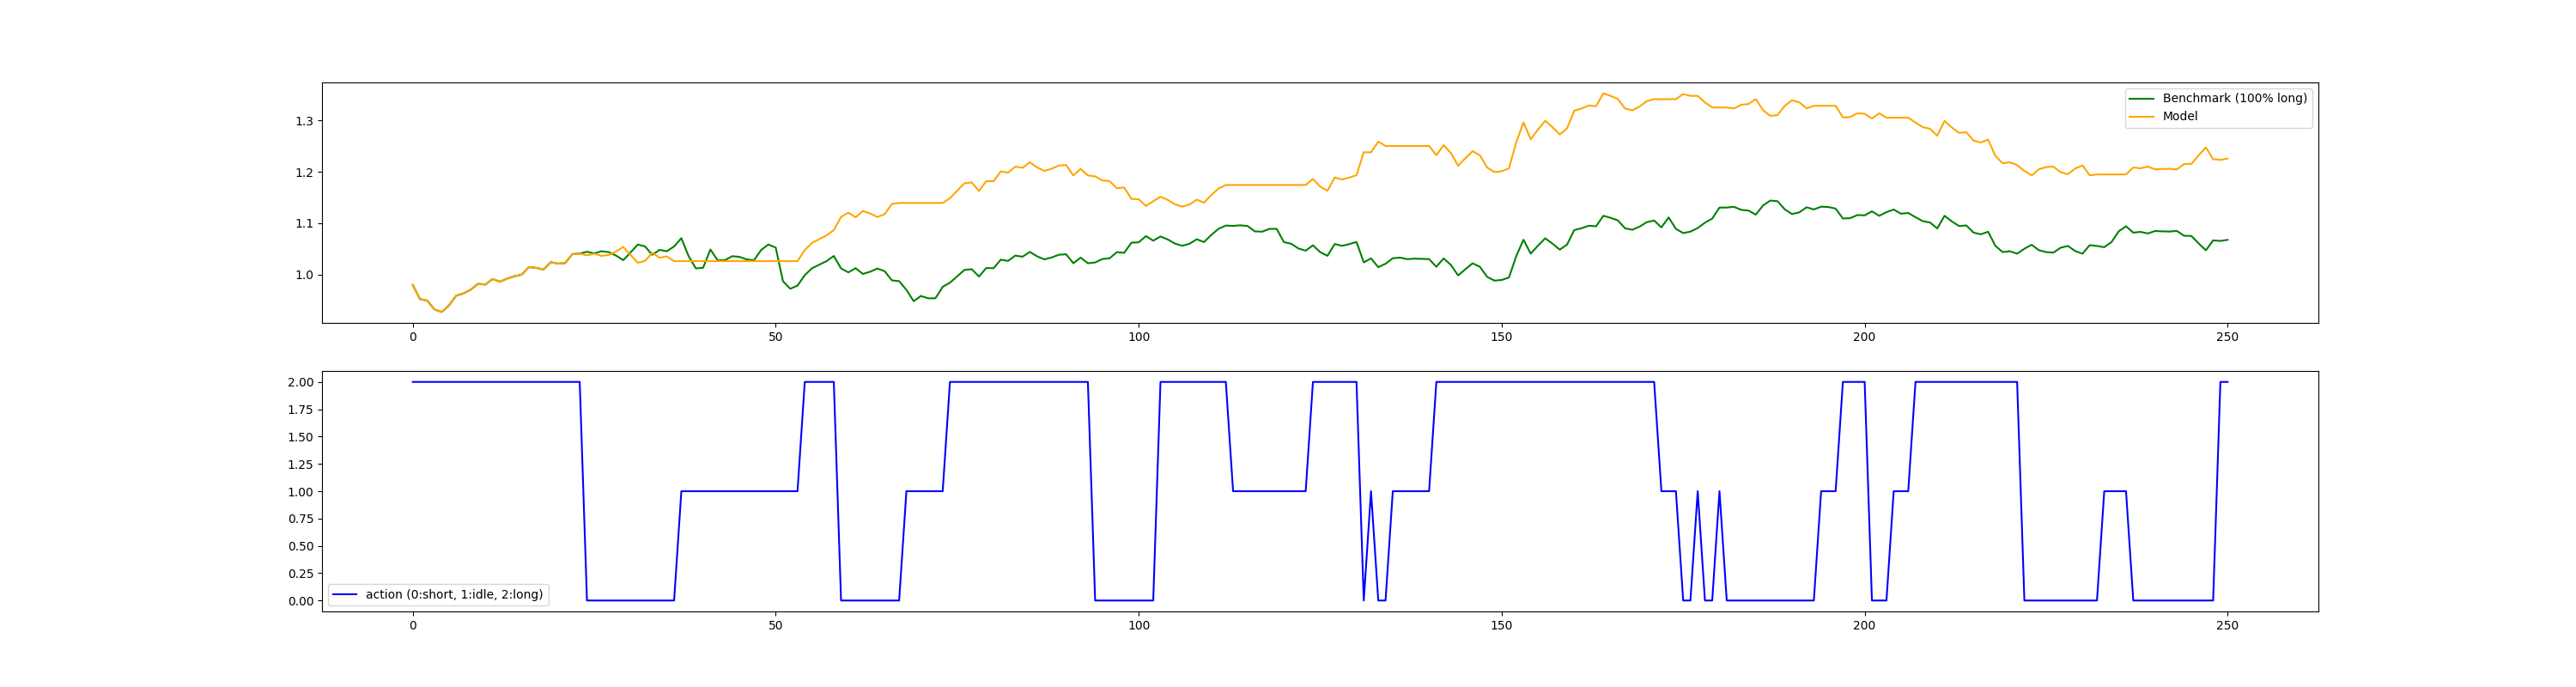 Benchmark (100% long)
Model
1.3
1.2
1.1
1.0
0 50 100 150 200 250
2.00
1.75
1.50
1.25
1.00
0.75
0.50
0.25
0.00
action (0:short, 1:idle, 2:long)
0 50 100 150 200 250